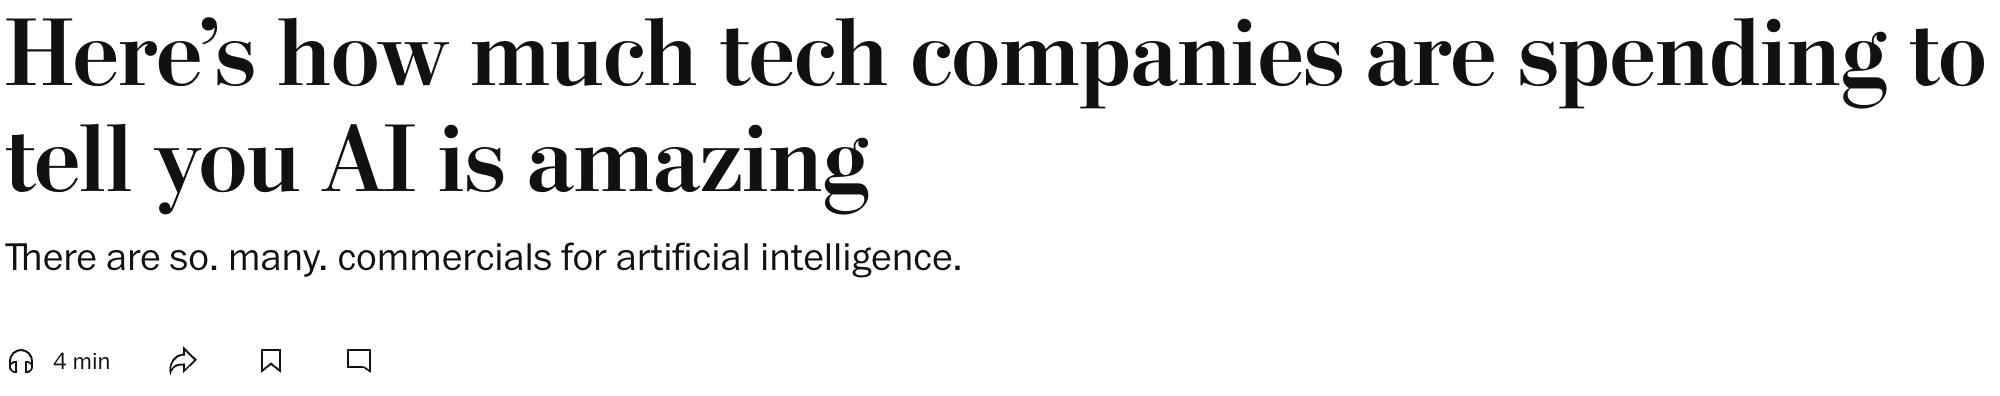 Here’s how much tech companies are spending to
tell you AI is amazing
There are so. many. commercials for artificial intelligence.
4 min